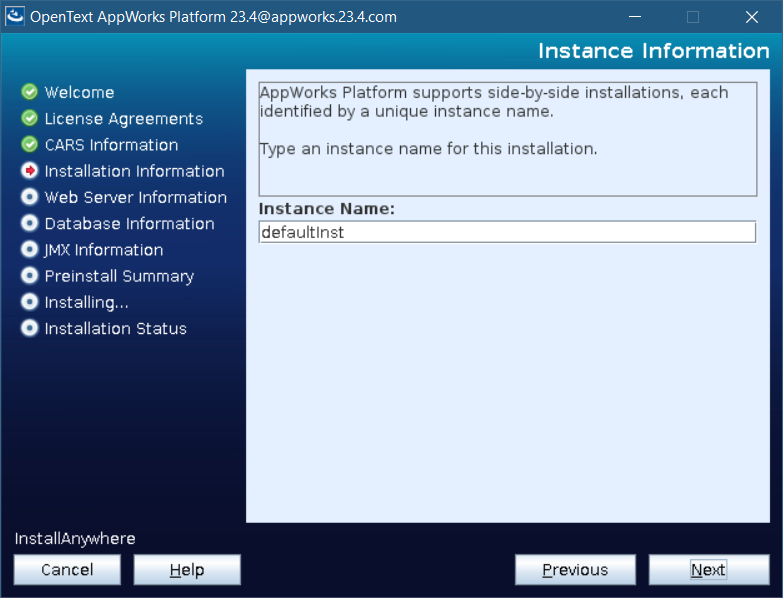 OpenText AppWorks Platform 23.4@appworks.23.4.com
Instance Information
Welcome
License Agreements
CARS Information
Installation Information
Web Server Information
Database Information
JMX Information
Preinstall Summary
Installing...
Installation Status
AppWorks Platform supports side-by-side installations, each
identified by a unique instance name.
Type an instance name for this installation.
Instance Name:
defaultInst
InstallAnywhere
Cancel
Help
Previous
Next